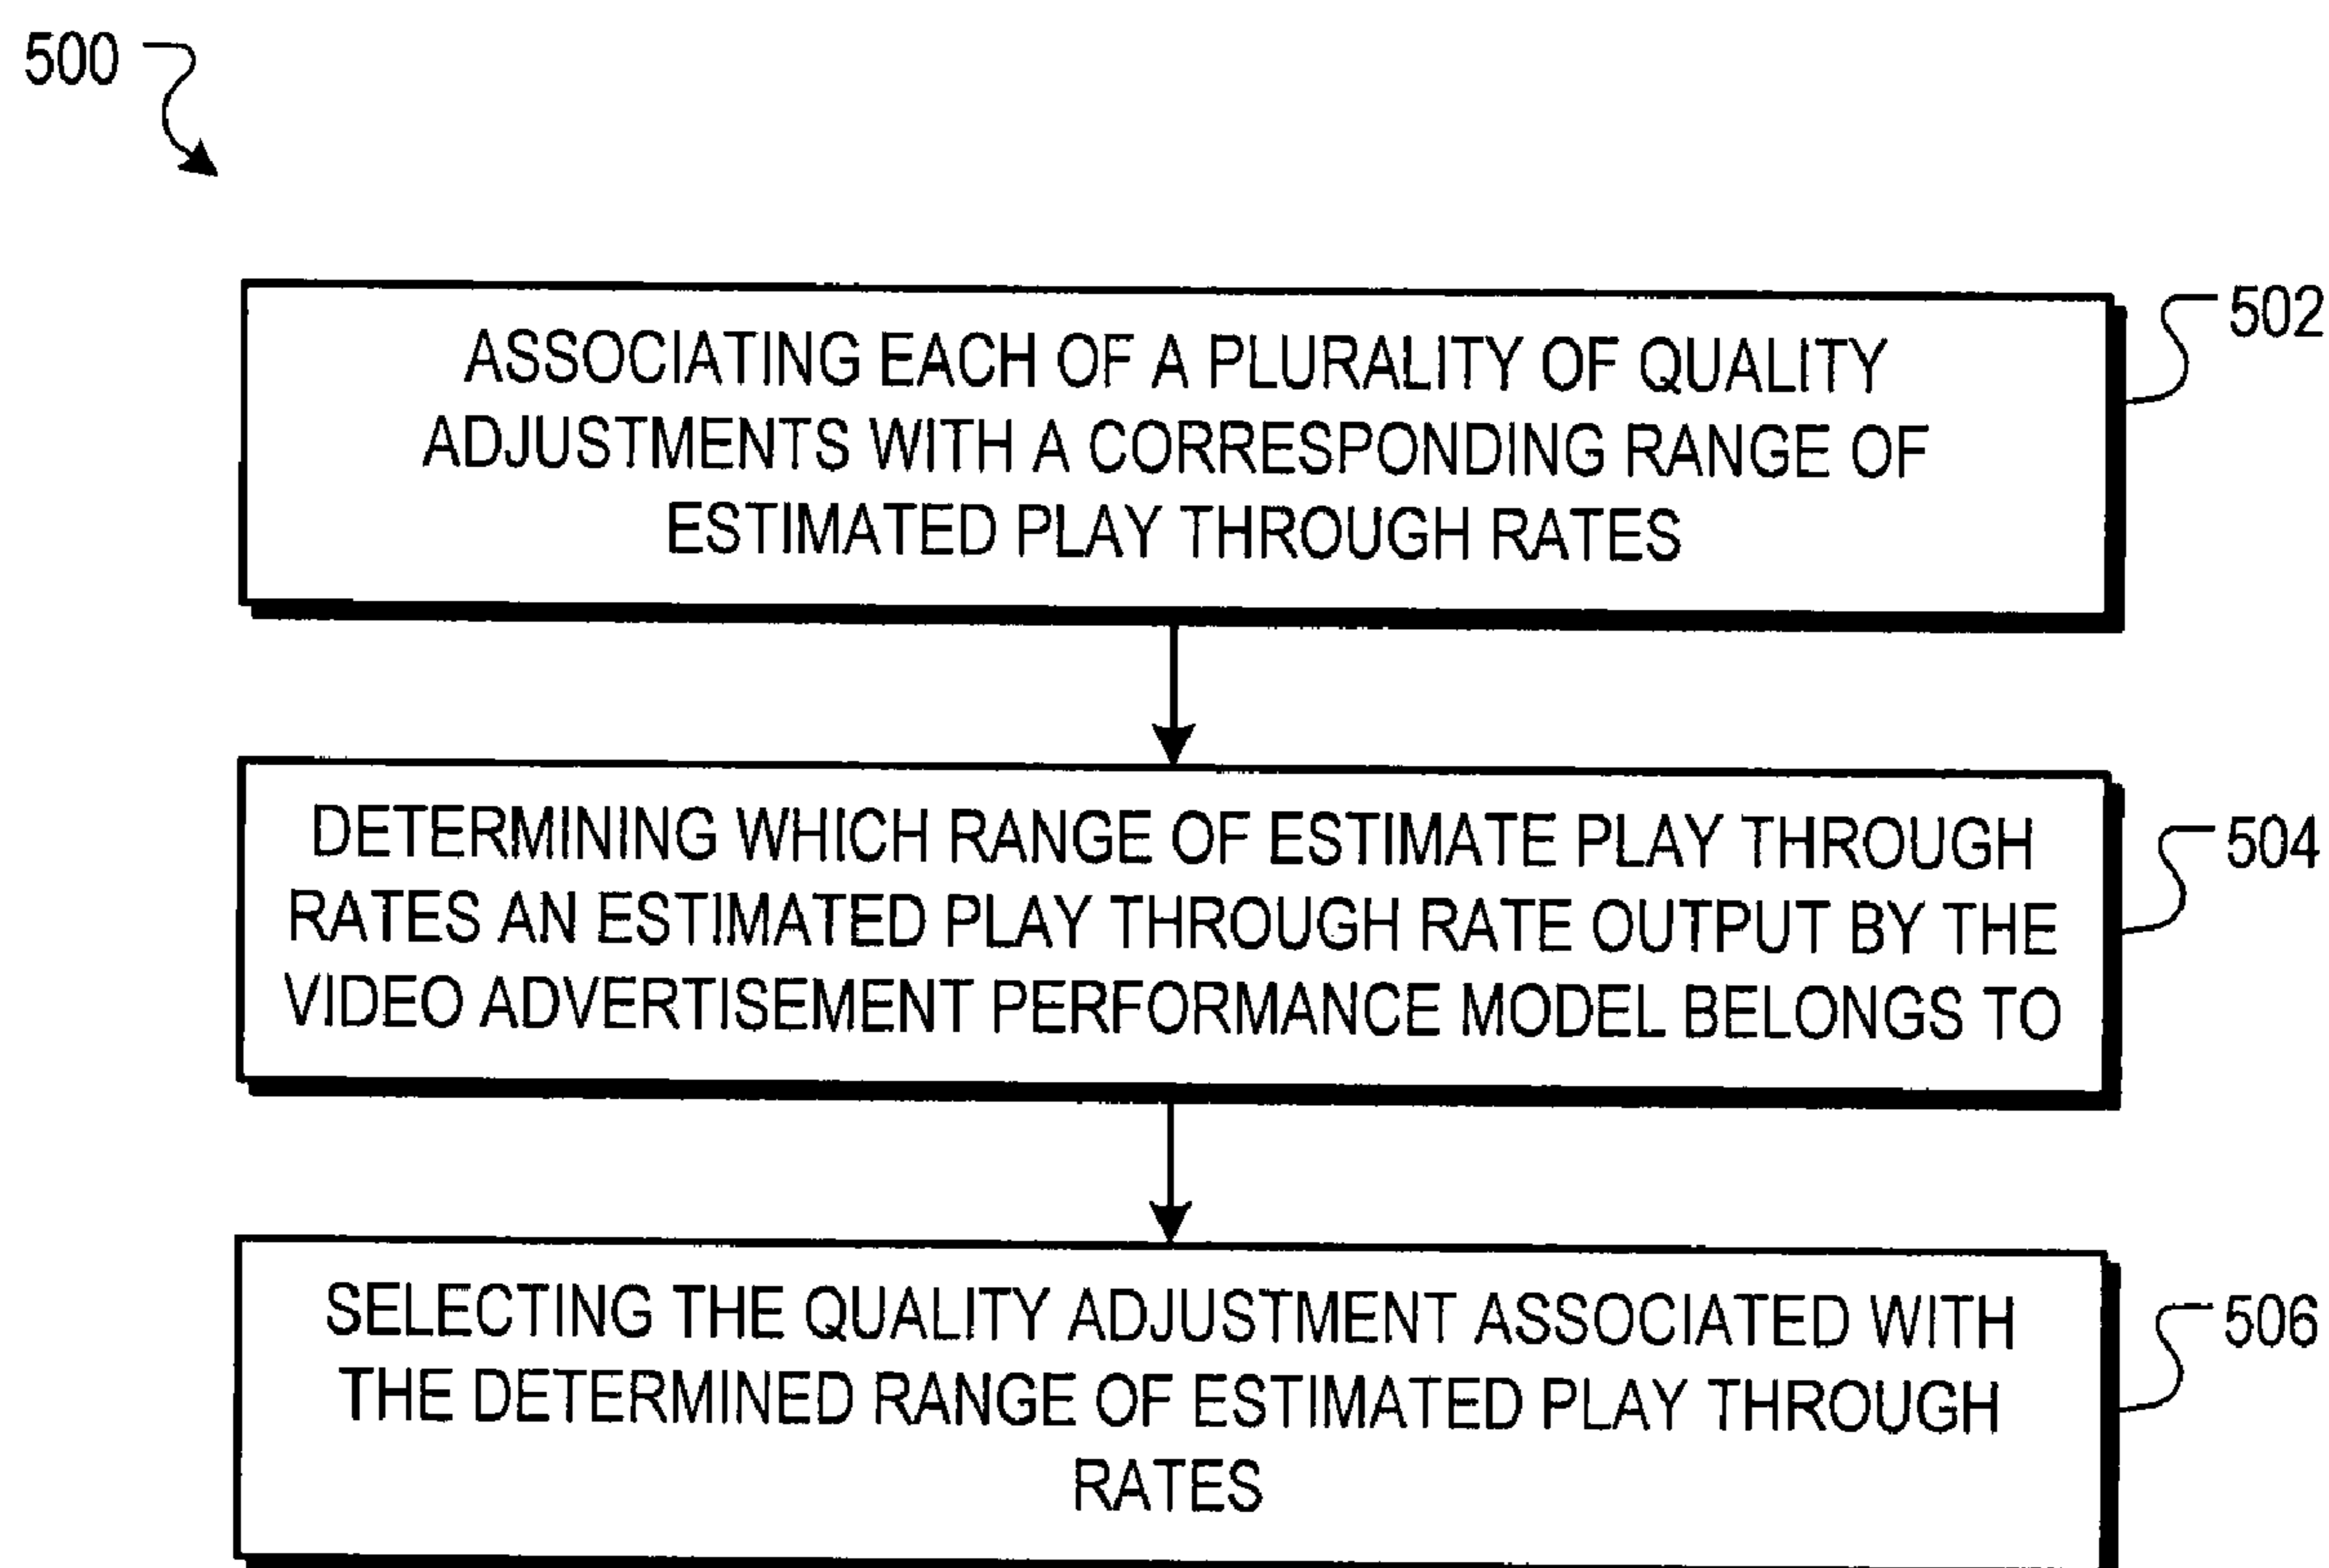 500
502
ASSOCIATING EACH OF A PLURALITY OF QUALITY
ADJUSTMENTS WITH A CORRESPONDING RANGE OF
ESTIMATED PLAY THROUGH RATES
504
DETERMINING WHICH RANGE OF ESTIMATE PLAY THROUGH
RATES AN ESTIMATED PLAY THROUGH RATE OUTPUT BY THE
VIDEO ADVERTISEMENT PERFORMANCE MODEL BELONGS TO
506
SELECTING THE QUALITY ADJUSTMENT ASSOCIATED WITH
THE DETERMINED RANGE OF ESTIMATED PLAY THROUGH
RATES